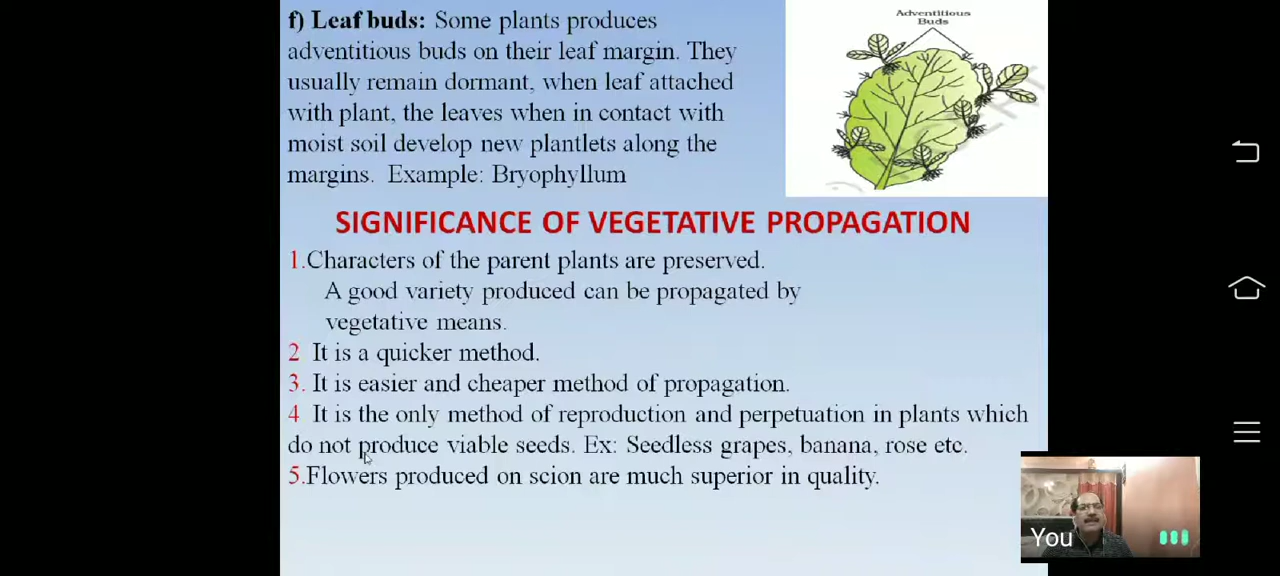 f) Leaf buds: Some plants produces
adventitious buds on their leaf margin. They
usually remain dormant, when leaf attached
with plant, the leaves when in contact with
moist soil develop new plantlets along the
margins. Example: Bryophyllum
Adventitious
Buds
SIGNIFICANCE OF VEGETATIVE PROPAGATION
1.Characters of the parent plants are preserved.
A good variety produced can be propagated by
vegetative means.
2 It is a quicker method.
3. It is easier and cheaper method of propagation.
4 It is the only method of reproduction and perpetuation in plants which
do not produce viable seeds. Ex: Seedless grapes, banana, rose etc.
5.Flowers produced on scion are much superior in quality.
You